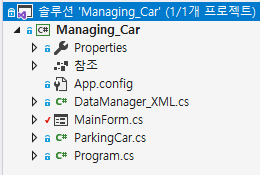 솔루션 'Managing_Car' (1/1개 프로젝트)
Managing_Car
Properties
참조
App.config
C# DataManager_XML.cs
MainForm.cs
C# ParkingCar.cs
C# Program.cs